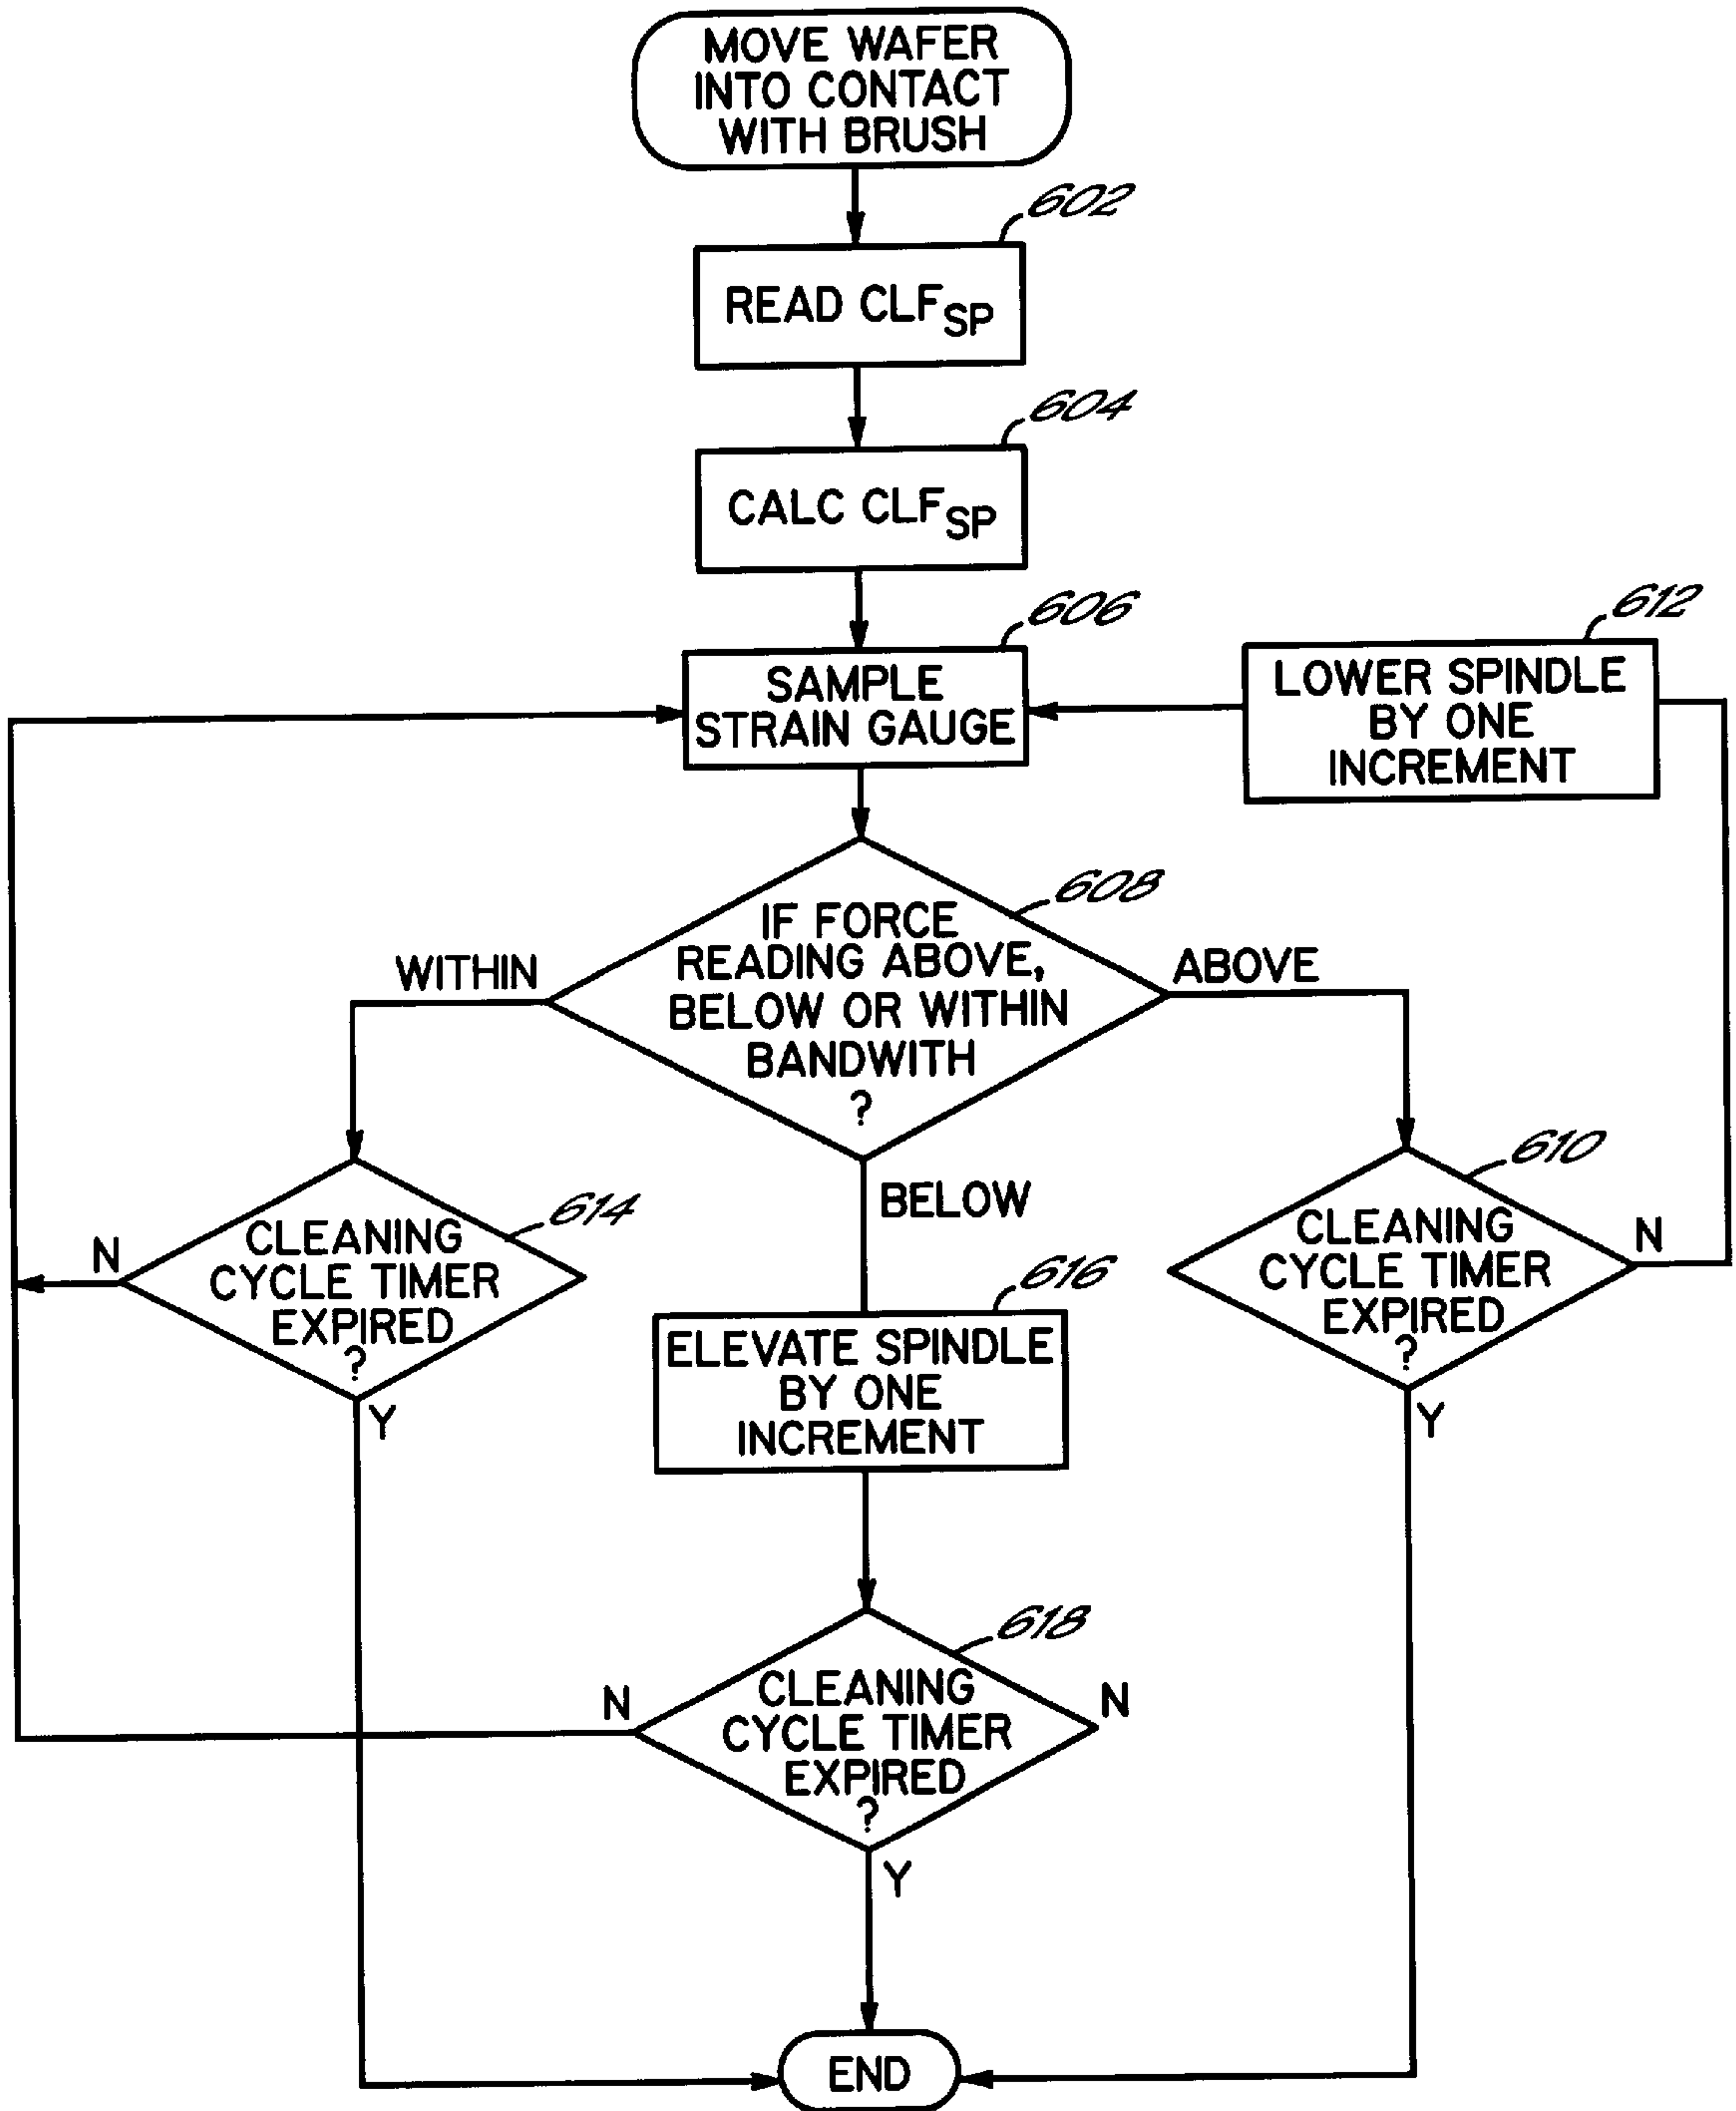 MOVE WAFER
INTO CONTACT
WITH BRUSH
602
READ CLFSP
604
CALC CLFSP
606
SAMPLE
STRAIN GAUGE
612
LOWER SPINDLE
BY ONE
INCREMENT
608
IF FORCE
READING ABOVE,
BELOW OR WITHIN
BANDWITH
?
WITHIN
ABOVE
BELOW
614
CLEANING
CYCLE TIMER
EXPIRED
?
N
Y
616
ELEVATE SPINDLE
BY ONE
INCREMENT
610
CLEANING
CYCLE TIMER
EXPIRED
?
N
Y
618
CLEANING
CYCLE TIMER
EXPIRED
?
N
N
Y
END